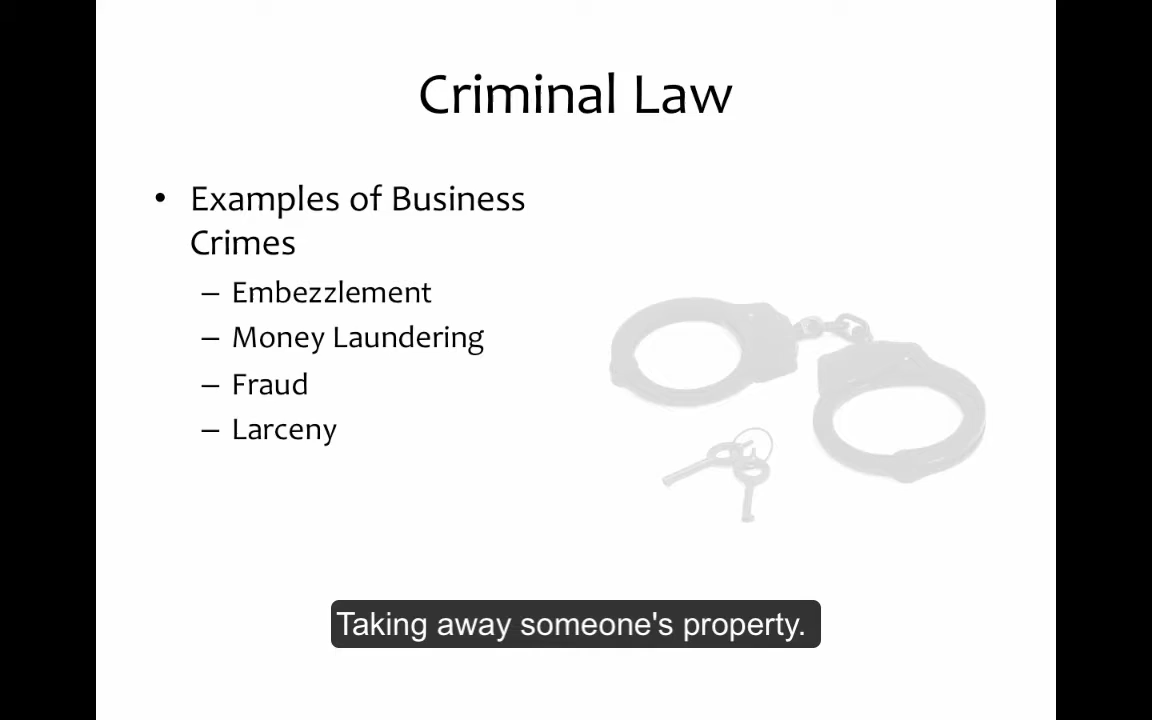 Criminal Law
• Examples of Business
Crimes
– Embezzlement
– Money Laundering
– Fraud
– Larceny
Taking away someone's property.